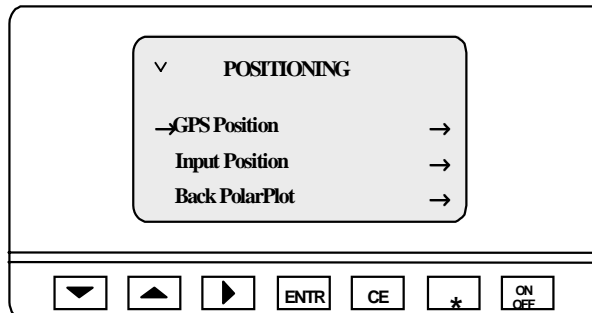 POSITIONING
→GPS Position →
Input Position →
Back PolarPlot →
ENTR CE * ON
OFF